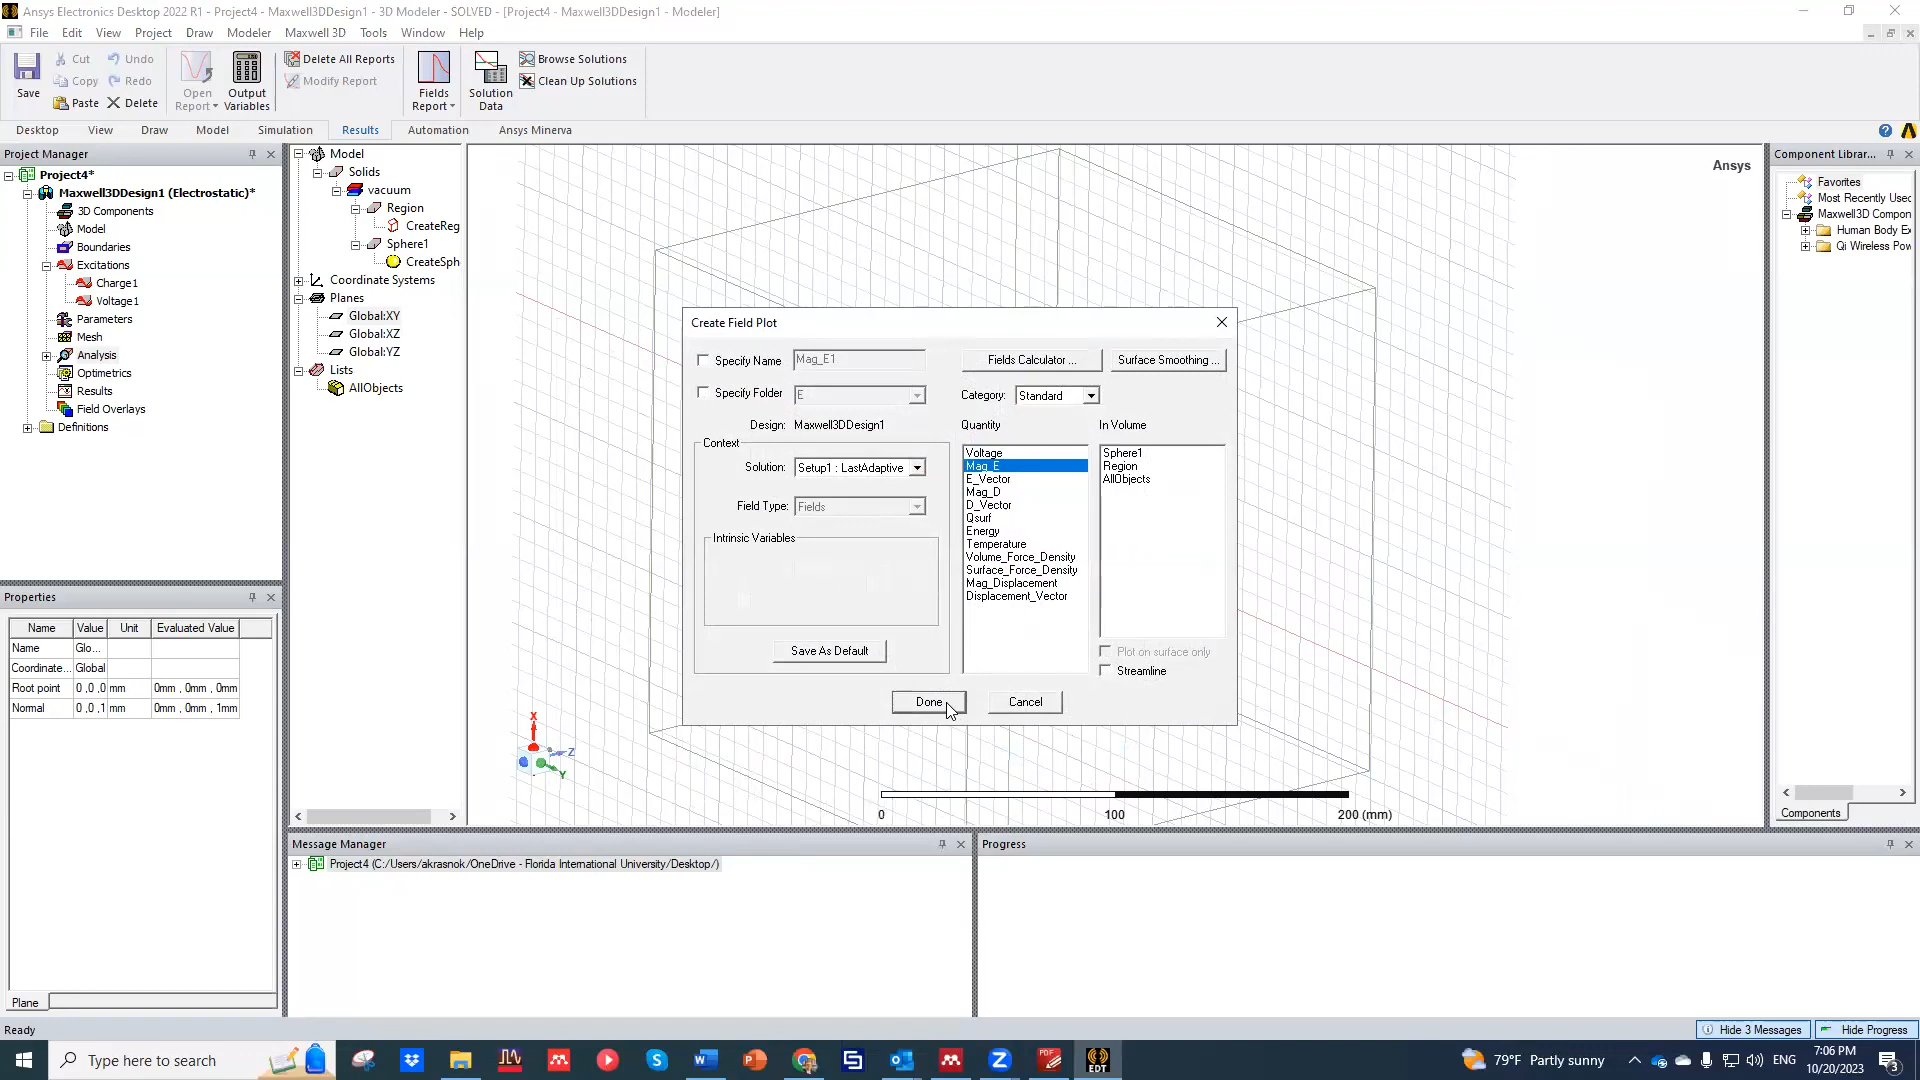 Ansys Electronics Desktop 2022 R1 - Project4 - Maxwell3DDesign1 - 3D Modeler - SOLVED - [Project4 - Maxwell3DDesign1 - Modeler]
File Edit View Project Draw Modeler Maxwell 3D Tools Window Help
Save
Cut
Copy
Paste
Undo
Redo
Delete
Open Report
Output Variables
Delete All Reports
Modify Report
Fields Report
Solution Data
Browse Solutions
Clean Up Solutions
Desktop View Draw Model Simulation Results Automation Ansys Minerva
Project Manager
Project4*
Maxwell3DDesign1 (Electrostatic)*
3D Components
Model
Boundaries
Excitations
Charge1
Voltage1
Parameters
Mesh
Analysis
Optimetrics
Results
Field Overlays
Definitions
Model
Solids
vacuum
Region
CreateReg
Sphere1
CreateSph
Coordinate Systems
Planes
Global:XY
Global:XZ
Global:YZ
Lists
AllObjects
Ansys
Create Field Plot
Specify Name Mag_E1
Fields Calculator ...
Surface Smoothing ...
Specify Folder E
Category: Standard
Design: Maxwell3DDesign1
Quantity
In Volume
Context
Solution: Setup1 : LastAdaptive
Field Type: Fields
Intrinsic Variables
Save As Default
Voltage
Mag_E
E_Vector
Mag_D
D_Vector
Qsurf
Energy
Temperature
Volume_Force_Density
Surface_Force_Density
Mag_Displacement
Displacement_Vector
Sphere1
Region
AllObjects
Plot on surface only
Streamline
Done
Cancel
X
Z
Y
0 100 200 (mm)
Component Librar...
Favorites
Most Recently Used
Maxwell3D Compon
Human Body Ex
Qi Wireless Pow
Components
Properties
Name Value Unit Evaluated Value
Name Glo...
Coordinate... Global
Root point 0 ,0 ,0 mm 0mm , 0mm , 0mm
Normal 0 ,0 ,1 mm 0mm , 0mm , 1mm
Plane
Message Manager
Project4 (C:/Users/akrasnok/OneDrive - Florida International University/Desktop/)
Progress
Ready
Hide 3 Messages
Hide Progress
Type here to search
EDT
79°F Partly sunny
ENG
7:06 PM
10/20/2023
3